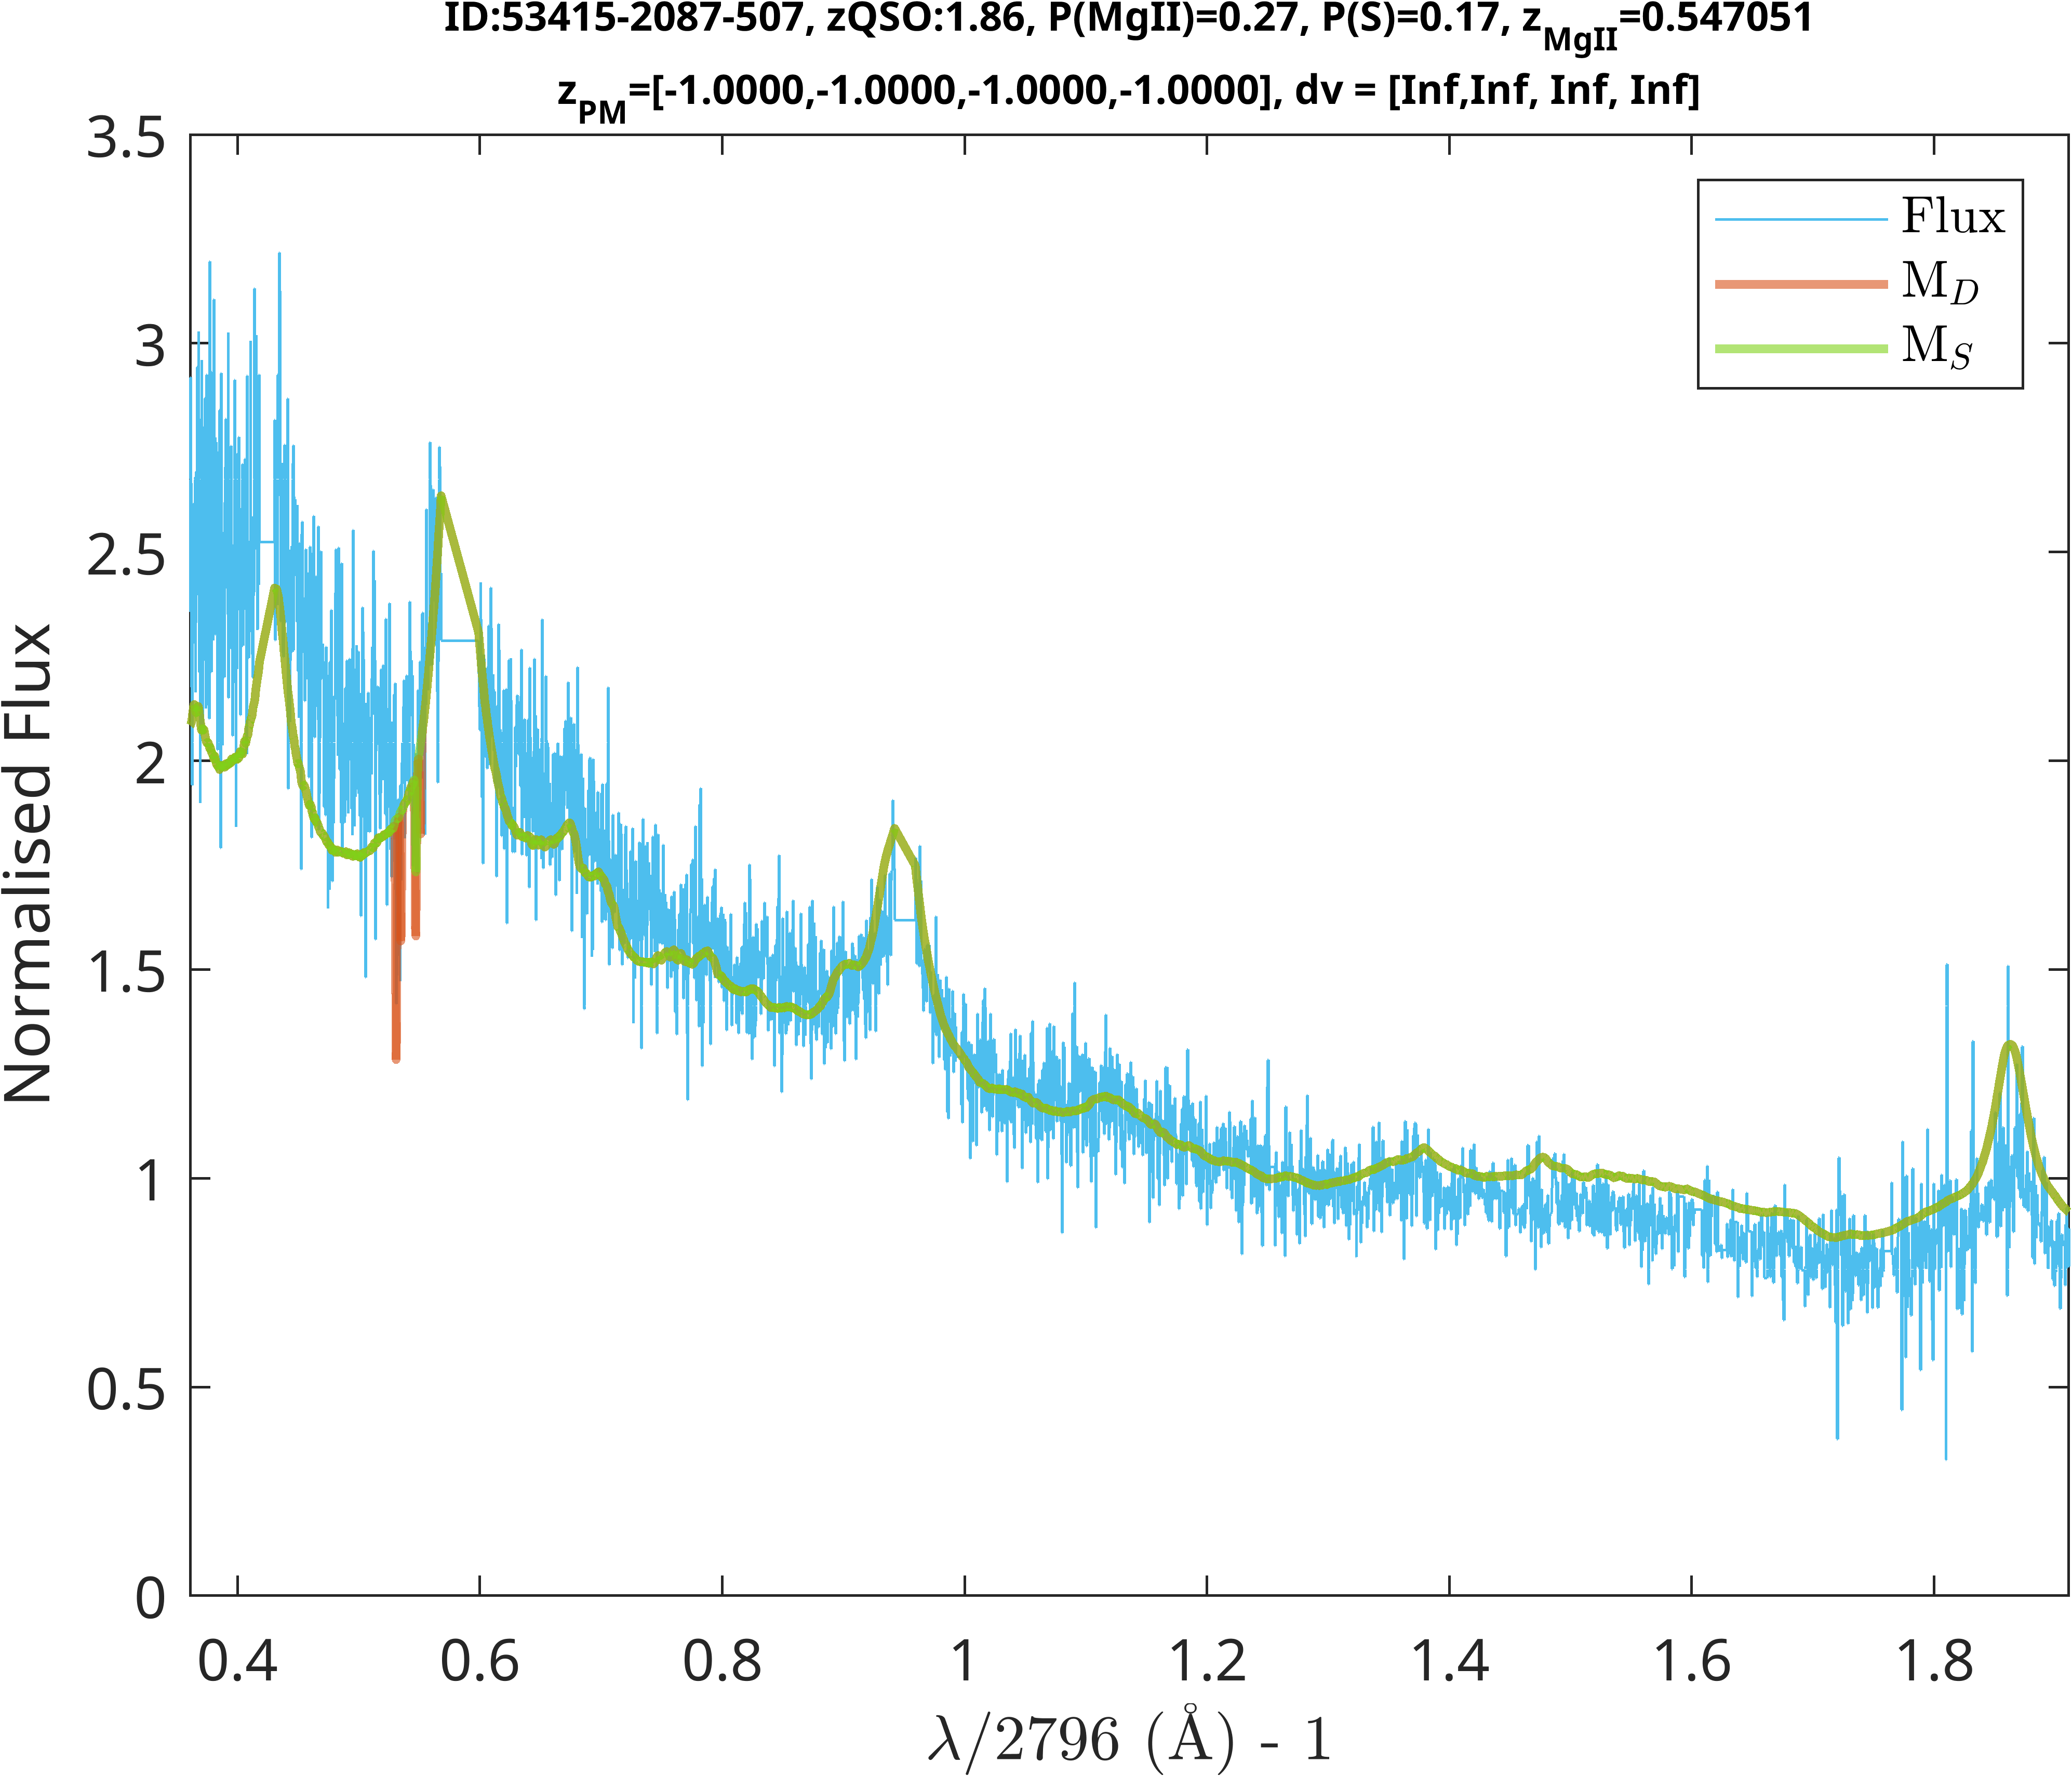 ID:53415-2087-507, zQSO:1.86, P(MgII)=0.27, P(S)=0.17, zMgII=0.547051
zPM=[-1.0000,-1.0000,-1.0000,-1.0000], dv = [Inf,Inf, Inf, Inf]
3.5
3
2.5
2
1.5
1
0.5
0
Normalised Flux
Flux
MD
MS
0.4 0.6 0.8 1 1.2 1.4 1.6 1.8
λ/2796 (Å) - 1